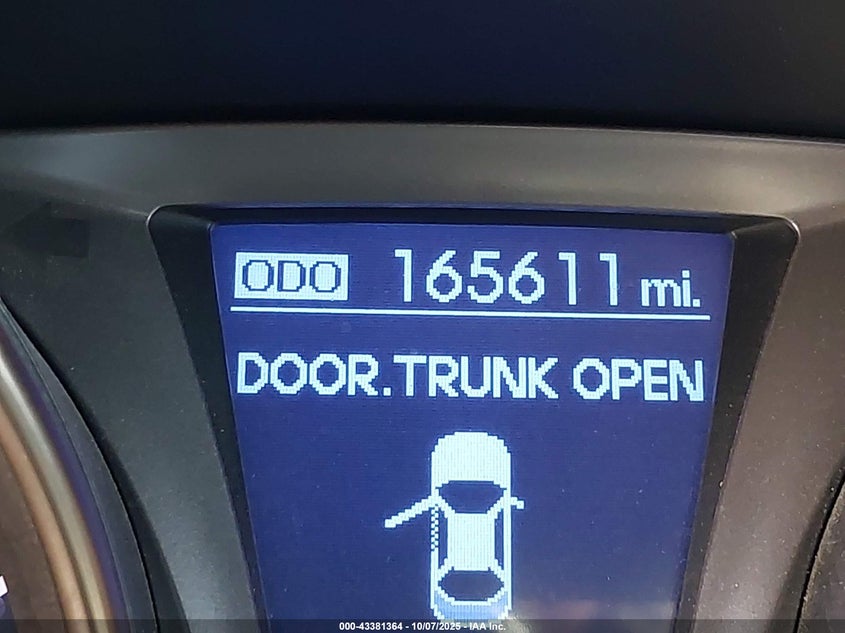 ODO 165611 mi.
DOOR.TRUNK OPEN
000-43381364 - 10/07/2025 - IAA Inc.